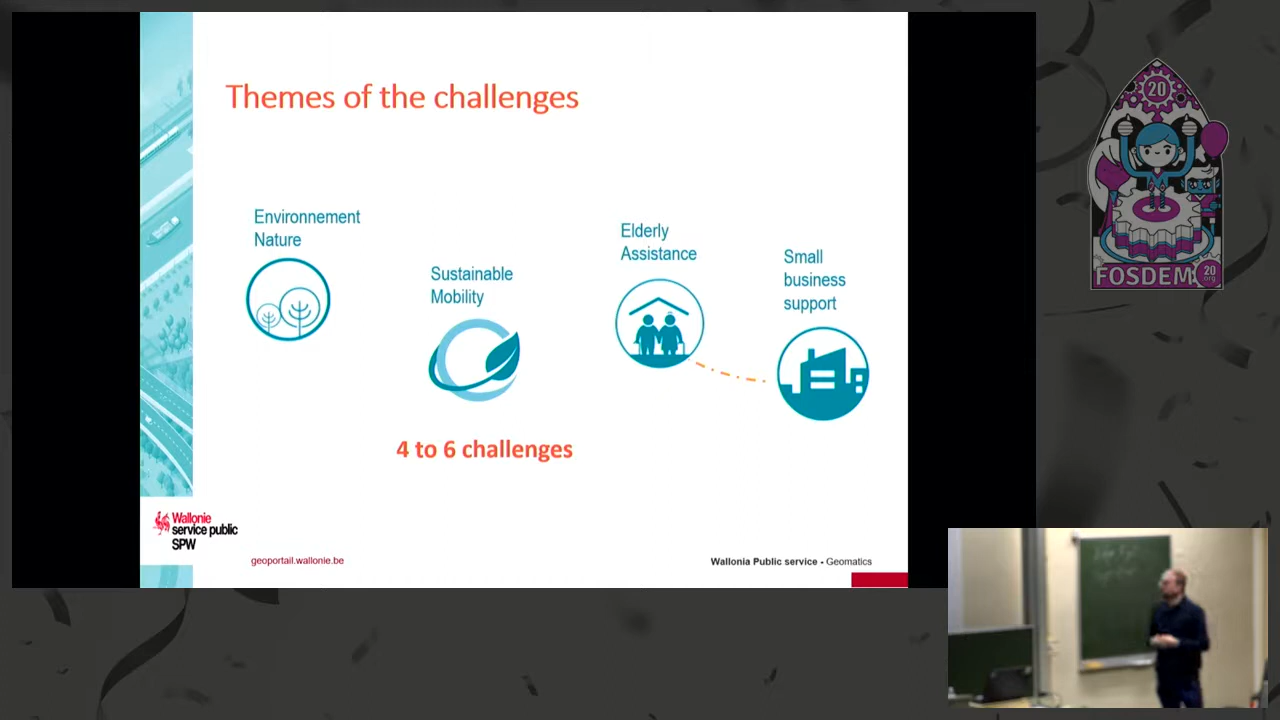 Themes of the challenges
Environnement
Nature
Sustainable
Mobility
Elderly
Assistance
Small
business
support
4 to 6 challenges
Wallonie
service public
SPW
geoportail.wallonie.be
Wallonia Public service - Geomatics
20
FOSDEM
20
.org